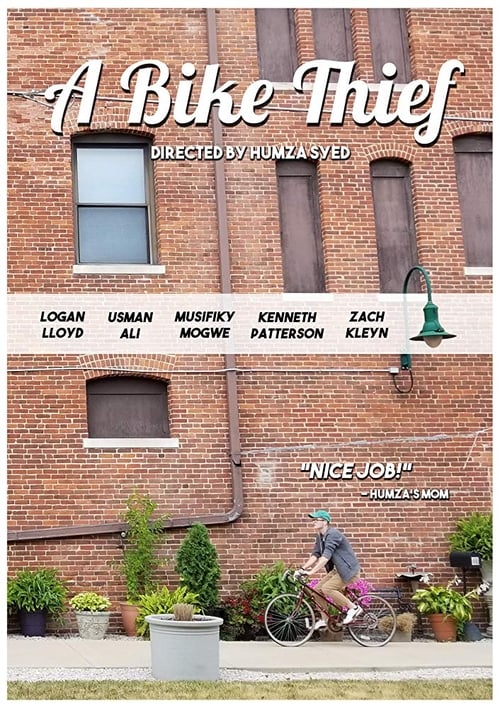 A Bike Thief
DIRECTED BY HUMZA SYED
LOGAN LLOYD
USMAN ALI
MUSIFIKY MOGWE
KENNETH PATTERSON
ZACH KLEYN
"NICE JOB!"
- HUMZA'S MOM